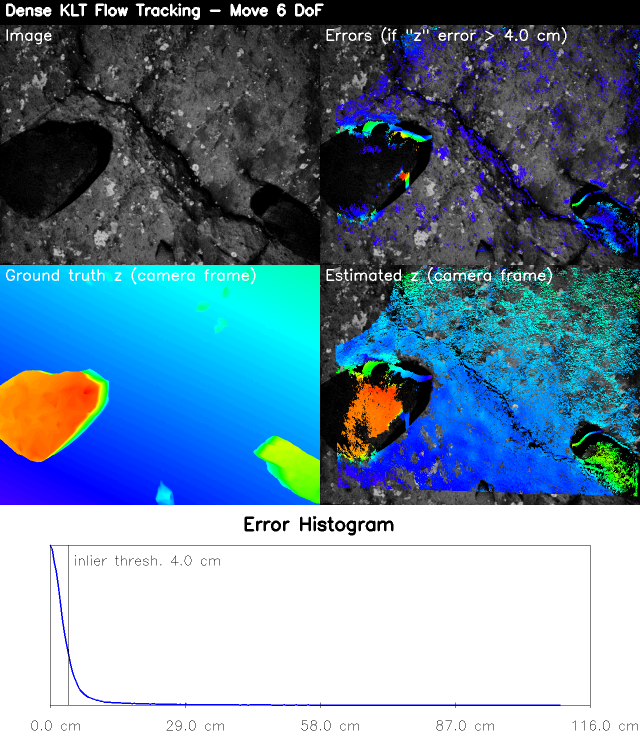 Dense KLT Flow Tracking - Move 6 DoF
Image
Errors (if "z" error > 4.0 cm)
Ground truth z (camera frame)
Estimated z (camera frame)
Error Histogram
inlier thresh. 4.0 cm
0.0 cm 29.0 cm 58.0 cm 87.0 cm 116.0 cm